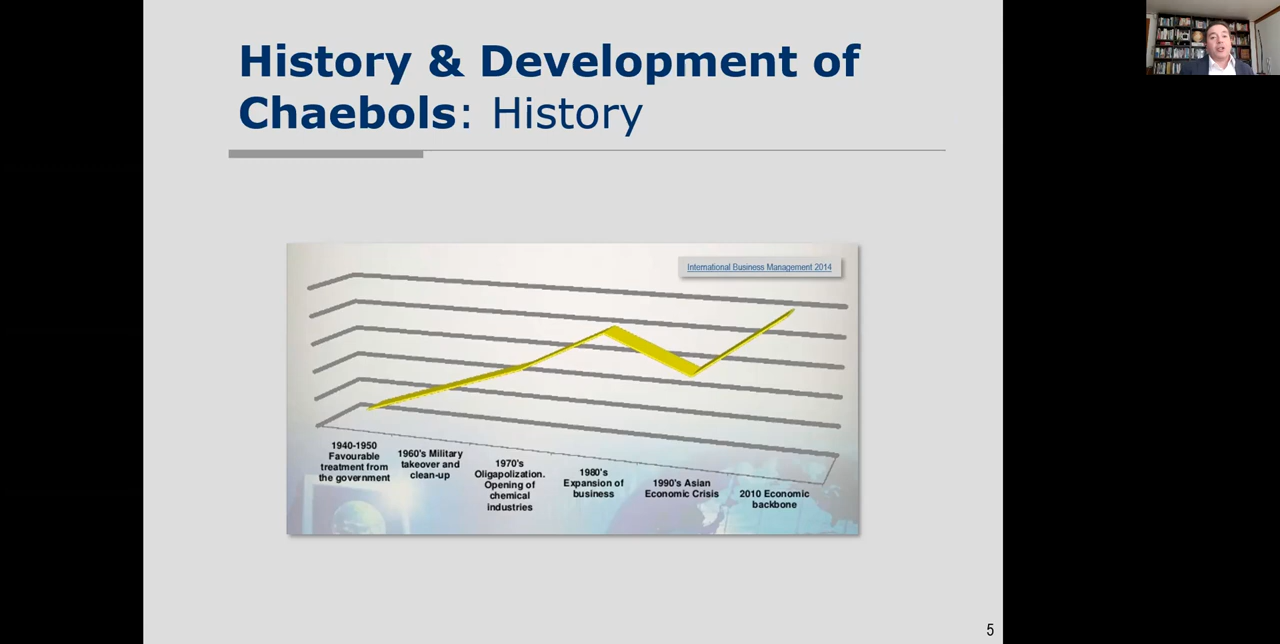 History & Development of
Chaebols: History
International Business Management 2014
1940-1950
Favourable
treatment from
the government
1960's Military
takeover and
clean-up
1970's
Oligapolization.
Opening of
chemical
industries
1980's
Expansion of
business
1990's Asian
Economic Crisis
2010 Economic
backbone
5